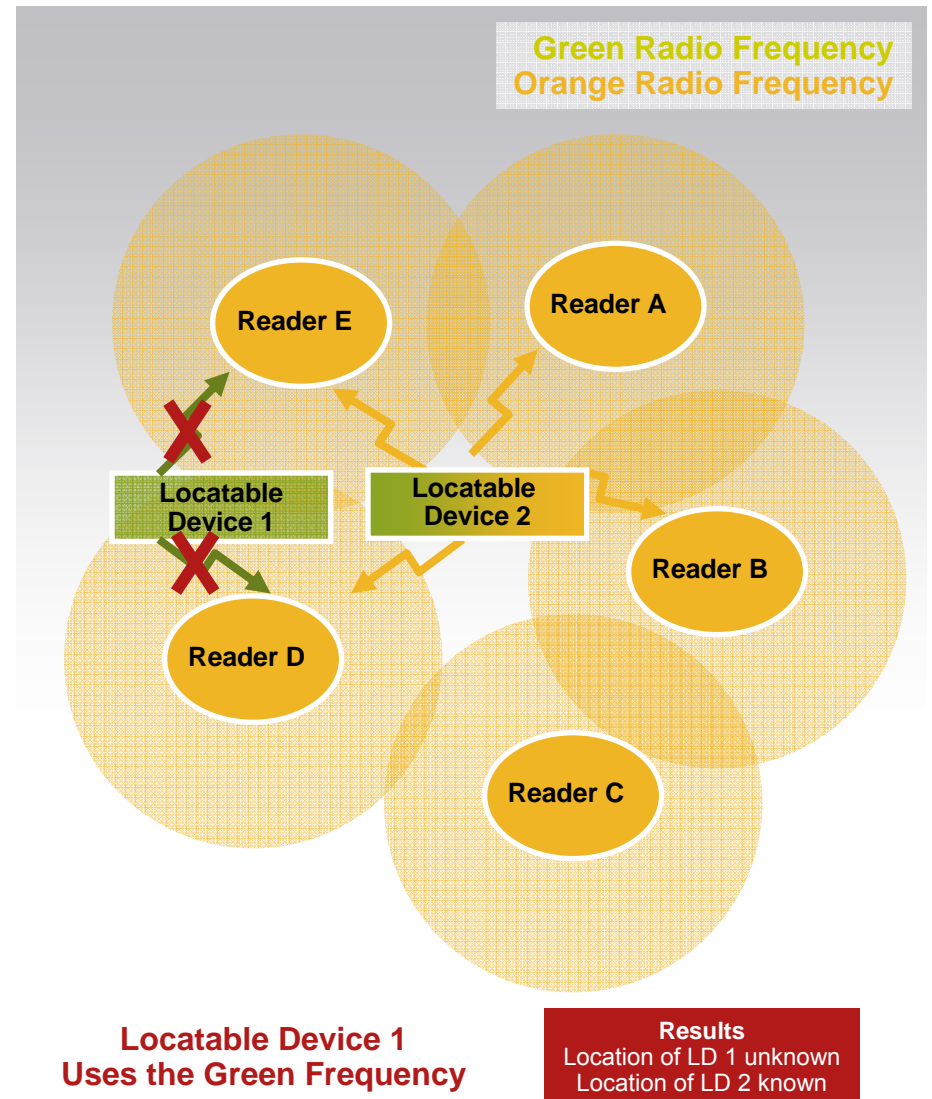 Green Radio Frequency
Orange Radio Frequency
Reader E
Reader A
Locatable
Device 1
Locatable
Device 2
Reader B
Reader D
Reader C
Locatable Device 1
Uses the Green Frequency
Results
Location of LD 1 unknown
Location of LD 2 known